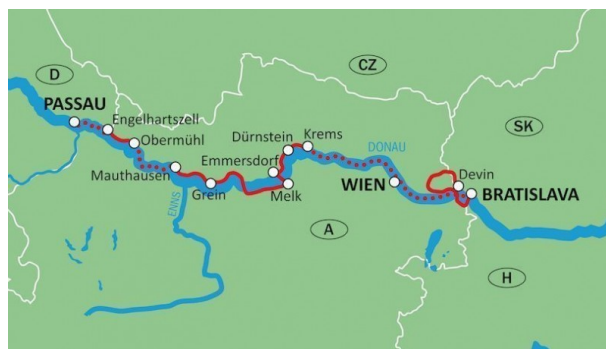 D
CZ
PASSAU
Engelhartszell
Obermühl
Dürnstein
Krems
DONAU
SK
Emmersdorf
Mauthausen
Devin
WIEN
BRATISLAVA
Grein
Melk
ENNS
A
H